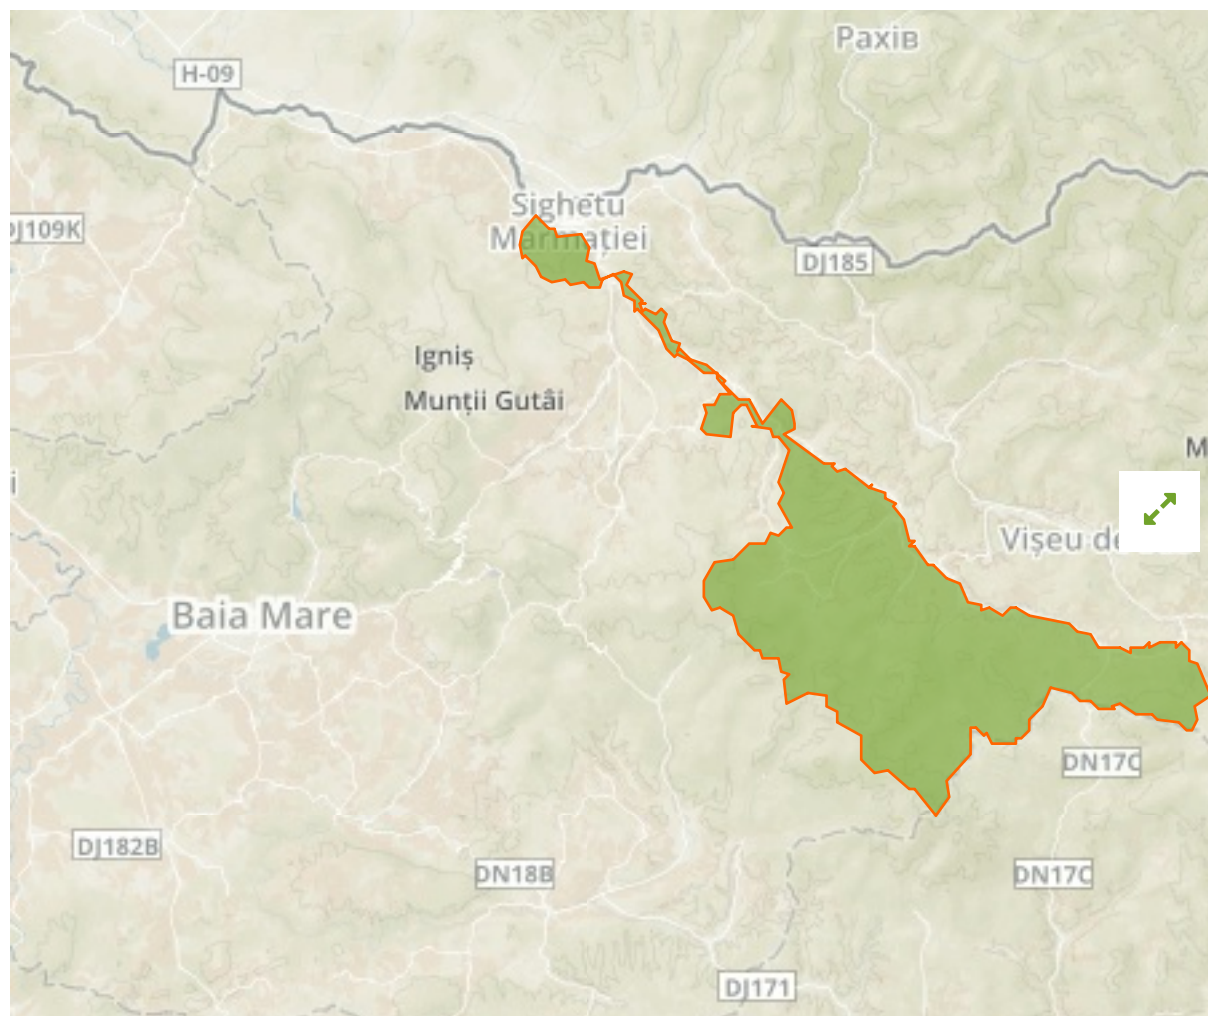 Рахів
H-09
Sighetu
Marmației
DJ109K
DJ185
Igniș
Munții Gutâi
M
i
Vișeu de
Baia Mare
DN17C
DJ182B
DN18B
DN17C
DJ171